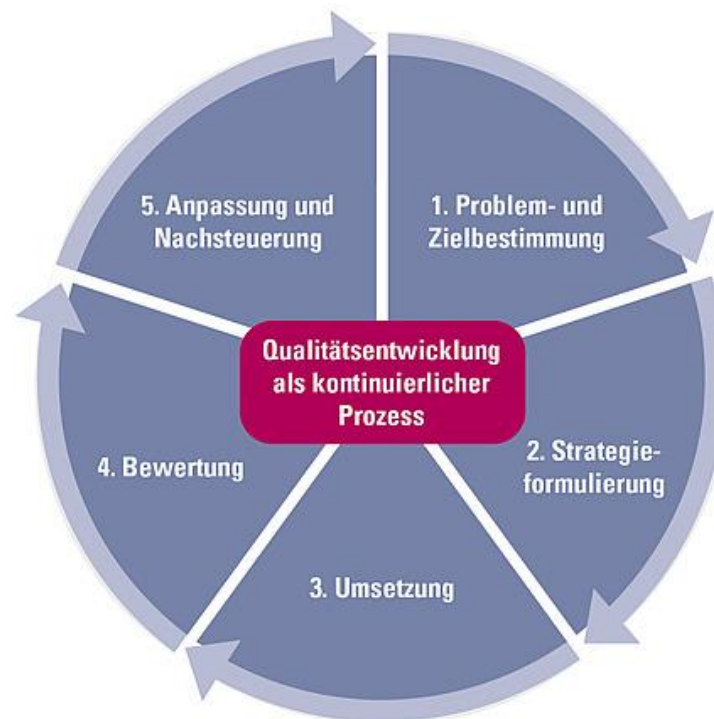 1. Problem- und
Zielbestimmung
2. Strategie-
formulierung
3. Umsetzung
4. Bewertung
5. Anpassung und
Nachsteuerung
Qualitätsentwicklung
als kontinuierlicher
Prozess